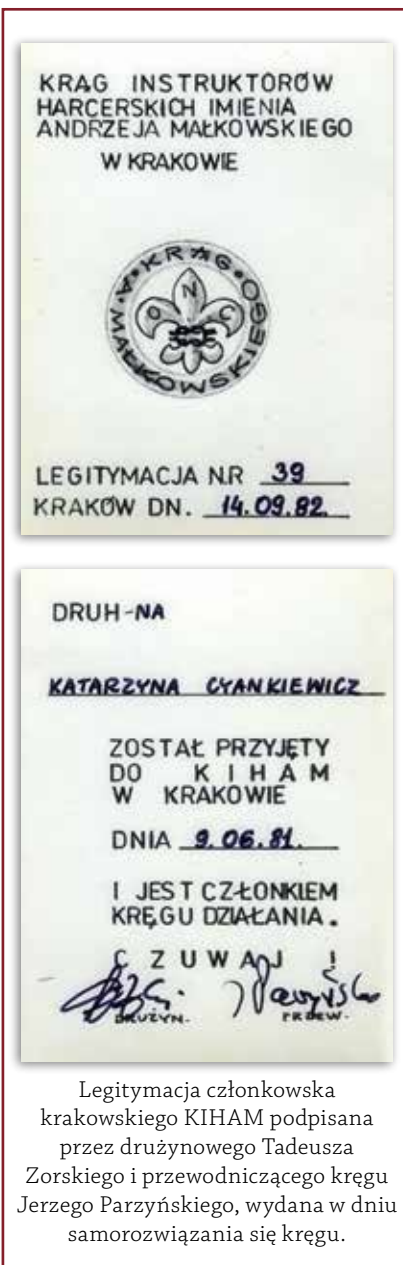 KRĄG INSTRUKTORÓW
HARCERSKICH IMIENIA
ANDRZEJA MAŁKOWSKIEGO
W KRAKOWIE
KRĄG • A • MAŁKOWSKIEGO
O N C
LEGITYMACJA NR 39
KRAKÓW DN. 14.09.82.
DRUH-NA
KATARZYNA CYANKIEWICZ
ZOSTAŁ PRZYJĘTY
DO KIHAM
W KRAKOWIE
DNIA 9.06.81.
I JEST CZŁONKIEM
KRĘGU DZIAŁANIA.
CZUWAJ !
DRUŻYN. PRZEW.
Legitymacja członkowska
krakowskiego KIHAM podpisana
przez drużynowego Tadeusza
Zorskiego i przewodniczącego kręgu
Jerzego Parzyńskiego, wydana w dniu
samorozwiązania się kręgu.